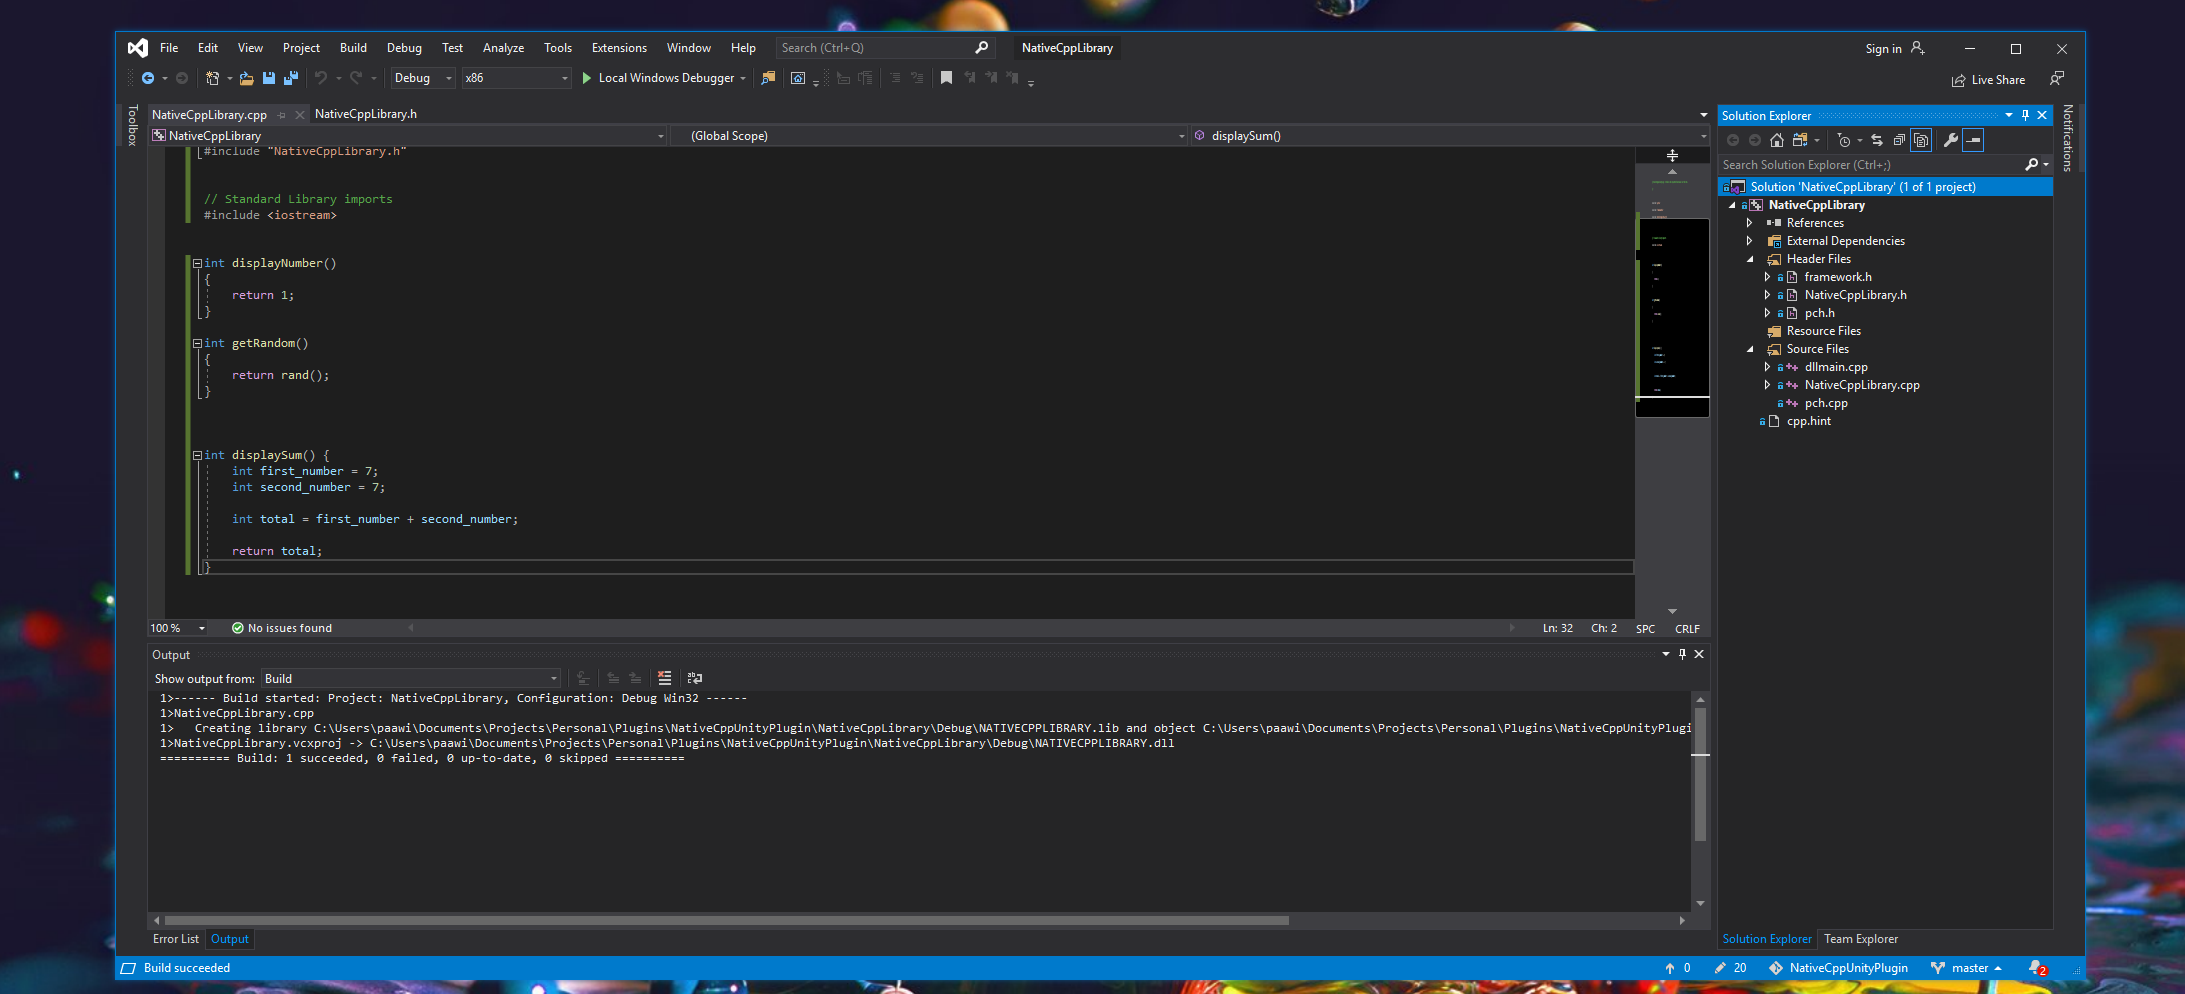 File Edit View Project Build Debug Test Analyze Tools Extensions Window Help Search (Ctrl+Q) NativeCppLibrary Sign in
Debug x86 Local Windows Debugger Live Share
Toolbox
NativeCppLibrary.cpp NativeCppLibrary.h
NativeCppLibrary (Global Scope) displaySum()
#include "NativeCppLibrary.h"
// Standard Library imports
#include <iostream>
int displayNumber()
{
return 1;
}
int getRandom()
{
return rand();
}
int displaySum() {
int first_number = 7;
int second_number = 7;
int total = first_number + second_number;
return total;
}
100 % No issues found Ln: 32 Ch: 2 SPC CRLF
Output
Show output from: Build
1>------ Build started: Project: NativeCppLibrary, Configuration: Debug Win32 ------
1>NativeCppLibrary.cpp
1>   Creating library C:\Users\paawi\Documents\Projects\Personal\Plugins\NativeCppUnityPlugin\NativeCppLibrary\Debug\NATIVECPPLIBRARY.lib and object C:\Users\paawi\Documents\Projects\Personal\Plugins\NativeCppUnityPlugi
1>NativeCppLibrary.vcxproj -> C:\Users\paawi\Documents\Projects\Personal\Plugins\NativeCppUnityPlugin\NativeCppLibrary\Debug\NATIVECPPLIBRARY.dll
========== Build: 1 succeeded, 0 failed, 0 up-to-date, 0 skipped ==========
Error List Output
Solution Explorer
Search Solution Explorer (Ctrl+;)
Solution 'NativeCppLibrary' (1 of 1 project)
NativeCppLibrary
References
External Dependencies
Header Files
framework.h
NativeCppLibrary.h
pch.h
Resource Files
Source Files
dllmain.cpp
NativeCppLibrary.cpp
pch.cpp
cpp.hint
Solution Explorer Team Explorer
Notifications
Build succeeded 0 20 NativeCppUnityPlugin master 2